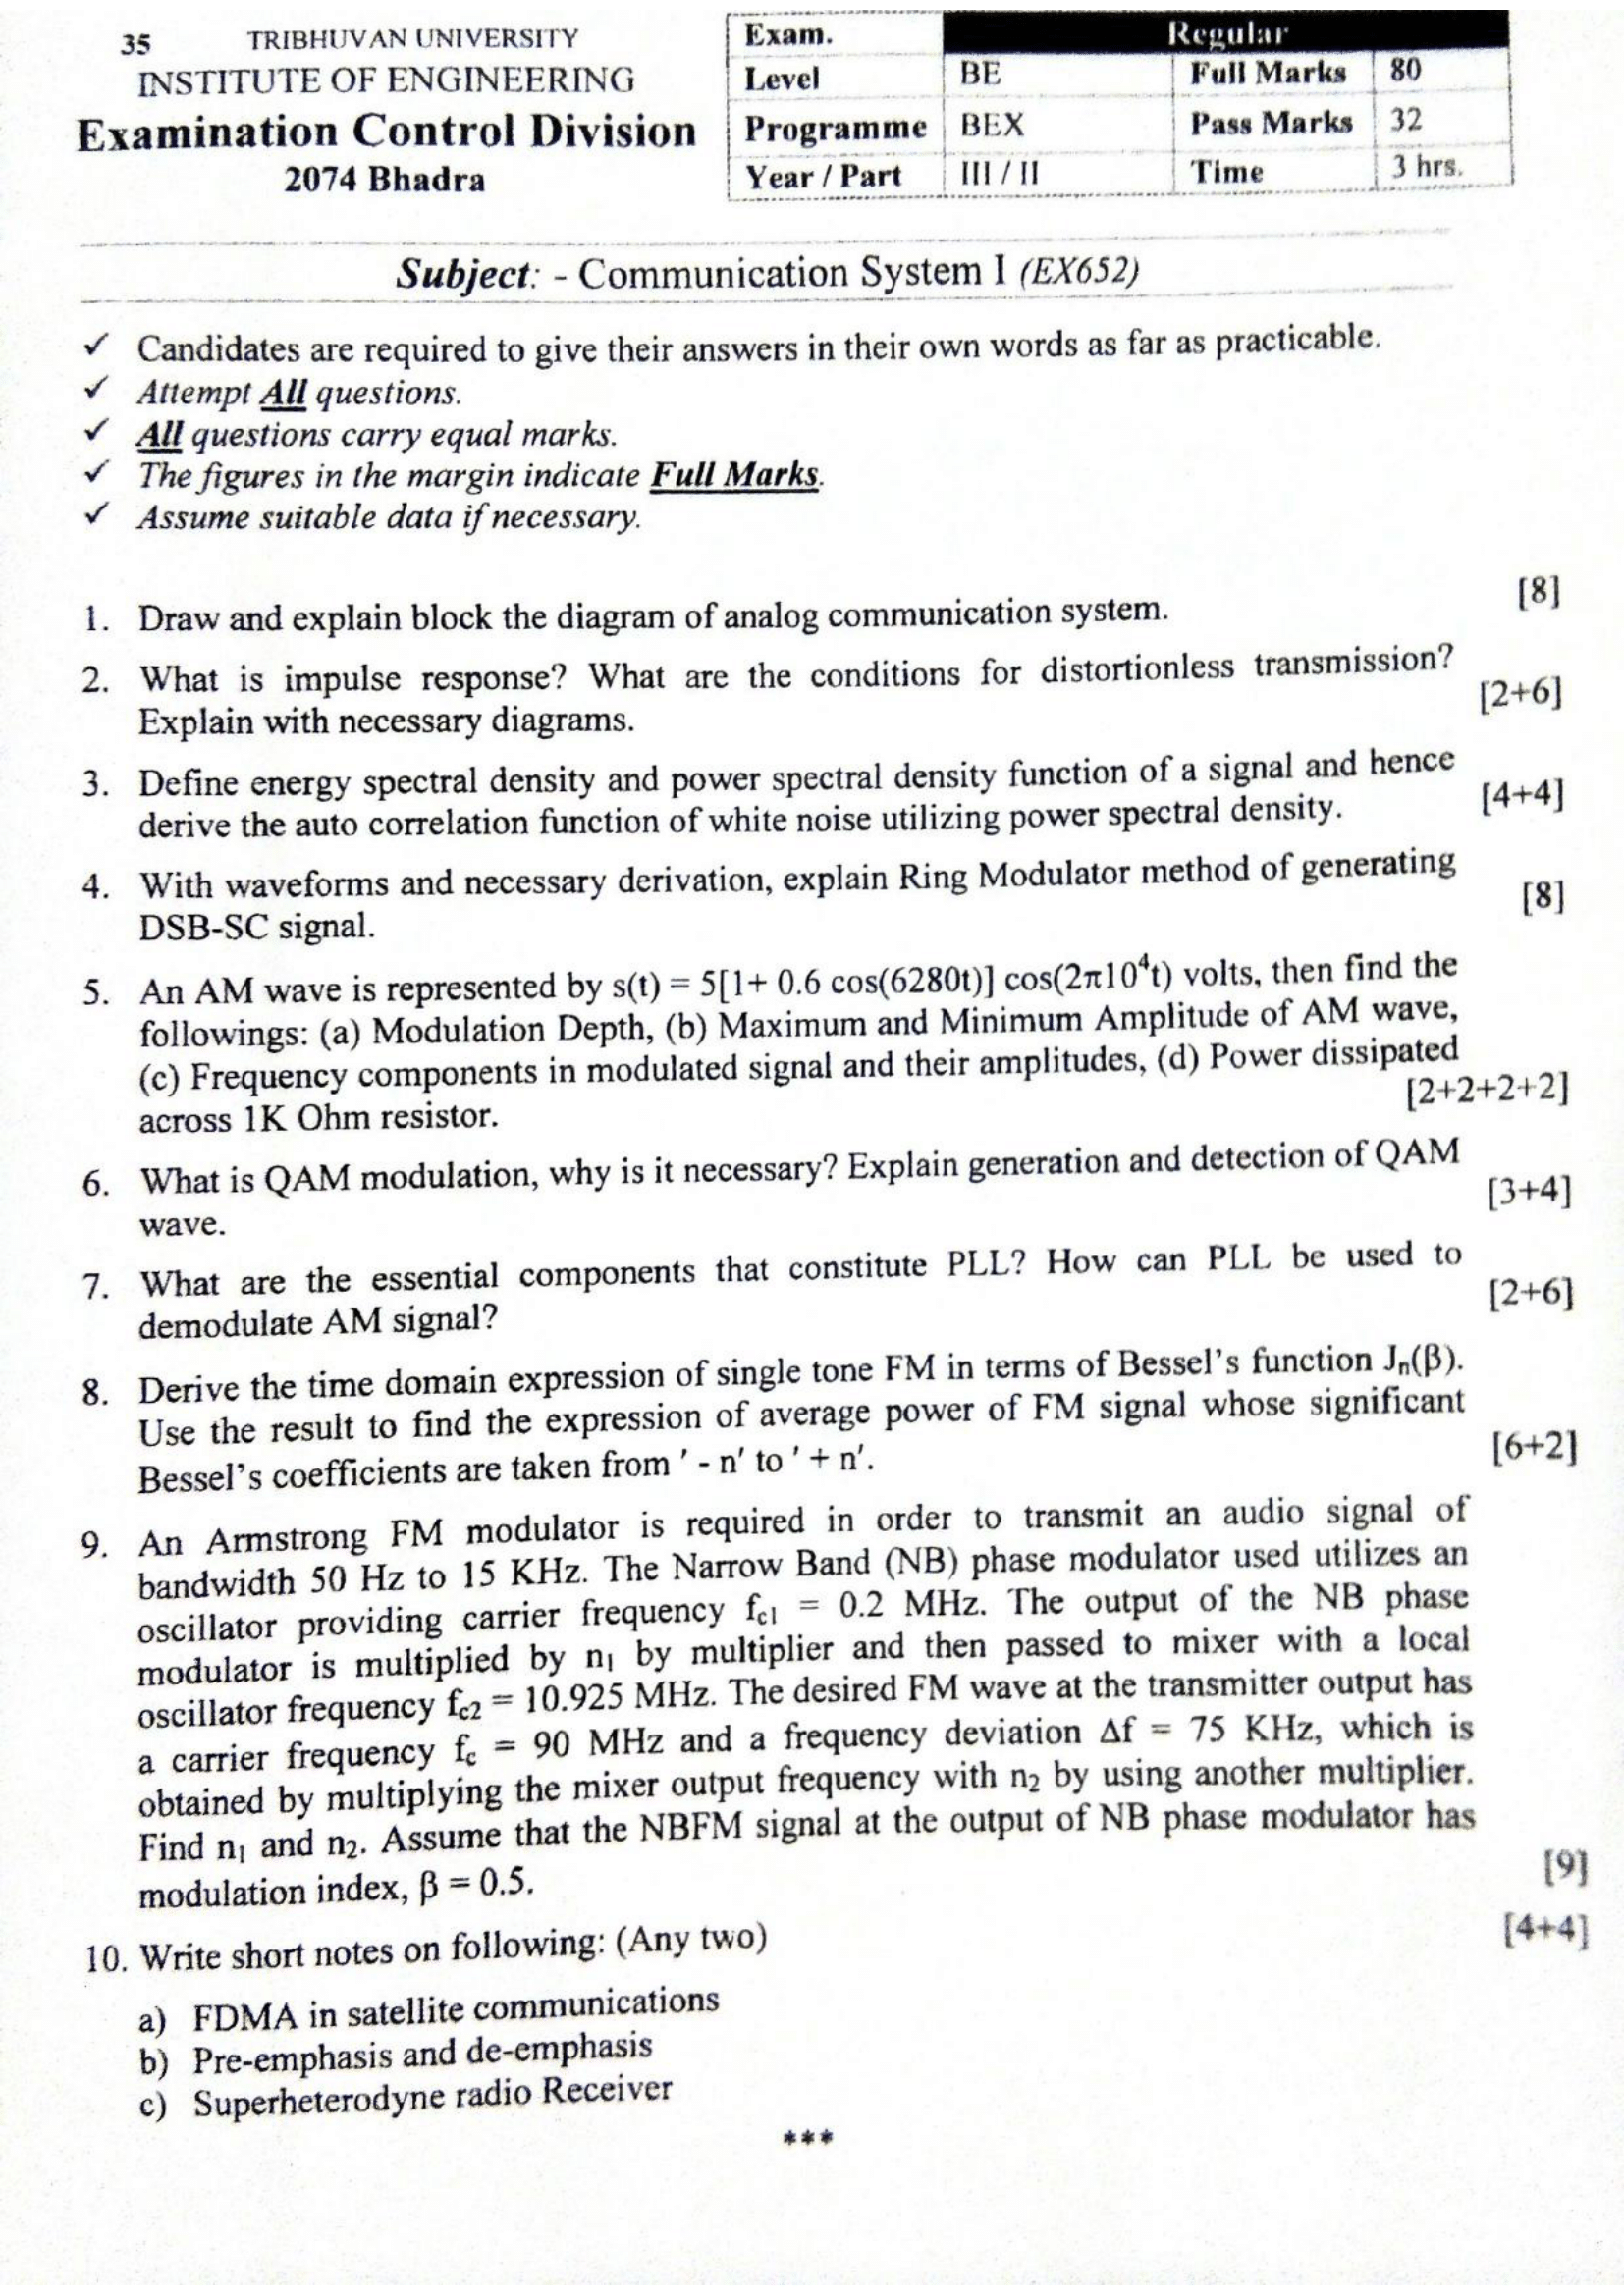 35 TRIBHUVAN UNIVERSITY
INSTITUTE OF ENGINEERING
Examination Control Division
2074 Bhadra
Exam. Regular
Level BE Full Marks 80
Programme BEX Pass Marks 32
Year / Part III / II Time 3 hrs.
Subject: - Communication System I (EX652)
✓ Candidates are required to give their answers in their own words as far as practicable.
✓ Attempt All questions.
✓ All questions carry equal marks.
✓ The figures in the margin indicate Full Marks.
✓ Assume suitable data if necessary.
1. Draw and explain block the diagram of analog communication system. [8]
2. What is impulse response? What are the conditions for distortionless transmission?
Explain with necessary diagrams. [2+6]
3. Define energy spectral density and power spectral density function of a signal and hence
derive the auto correlation function of white noise utilizing power spectral density. [4+4]
4. With waveforms and necessary derivation, explain Ring Modulator method of generating
DSB-SC signal. [8]
5. An AM wave is represented by s(t) = 5[1+ 0.6 cos(6280t)] cos(2π10⁴t) volts, then find the
followings: (a) Modulation Depth, (b) Maximum and Minimum Amplitude of AM wave,
(c) Frequency components in modulated signal and their amplitudes, (d) Power dissipated
across 1K Ohm resistor. [2+2+2+2]
6. What is QAM modulation, why is it necessary? Explain generation and detection of QAM
wave. [3+4]
7. What are the essential components that constitute PLL? How can PLL be used to
demodulate AM signal? [2+6]
8. Derive the time domain expression of single tone FM in terms of Bessel's function Jₙ(β).
Use the result to find the expression of average power of FM signal whose significant
Bessel's coefficients are taken from ' - n' to ' + n'. [6+2]
9. An Armstrong FM modulator is required in order to transmit an audio signal of
bandwidth 50 Hz to 15 KHz. The Narrow Band (NB) phase modulator used utilizes an
oscillator providing carrier frequency f_c1 = 0.2 MHz. The output of the NB phase
modulator is multiplied by n₁ by multiplier and then passed to mixer with a local
oscillator frequency f_c2 = 10.925 MHz. The desired FM wave at the transmitter output has
a carrier frequency f_c = 90 MHz and a frequency deviation Δf = 75 KHz, which is
obtained by multiplying the mixer output frequency with n₂ by using another multiplier.
Find n₁ and n₂. Assume that the NBFM signal at the output of NB phase modulator has
modulation index, β = 0.5. [9]
10. Write short notes on following: (Any two) [4+4]
a) FDMA in satellite communications
b) Pre-emphasis and de-emphasis
c) Superheterodyne radio Receiver
***